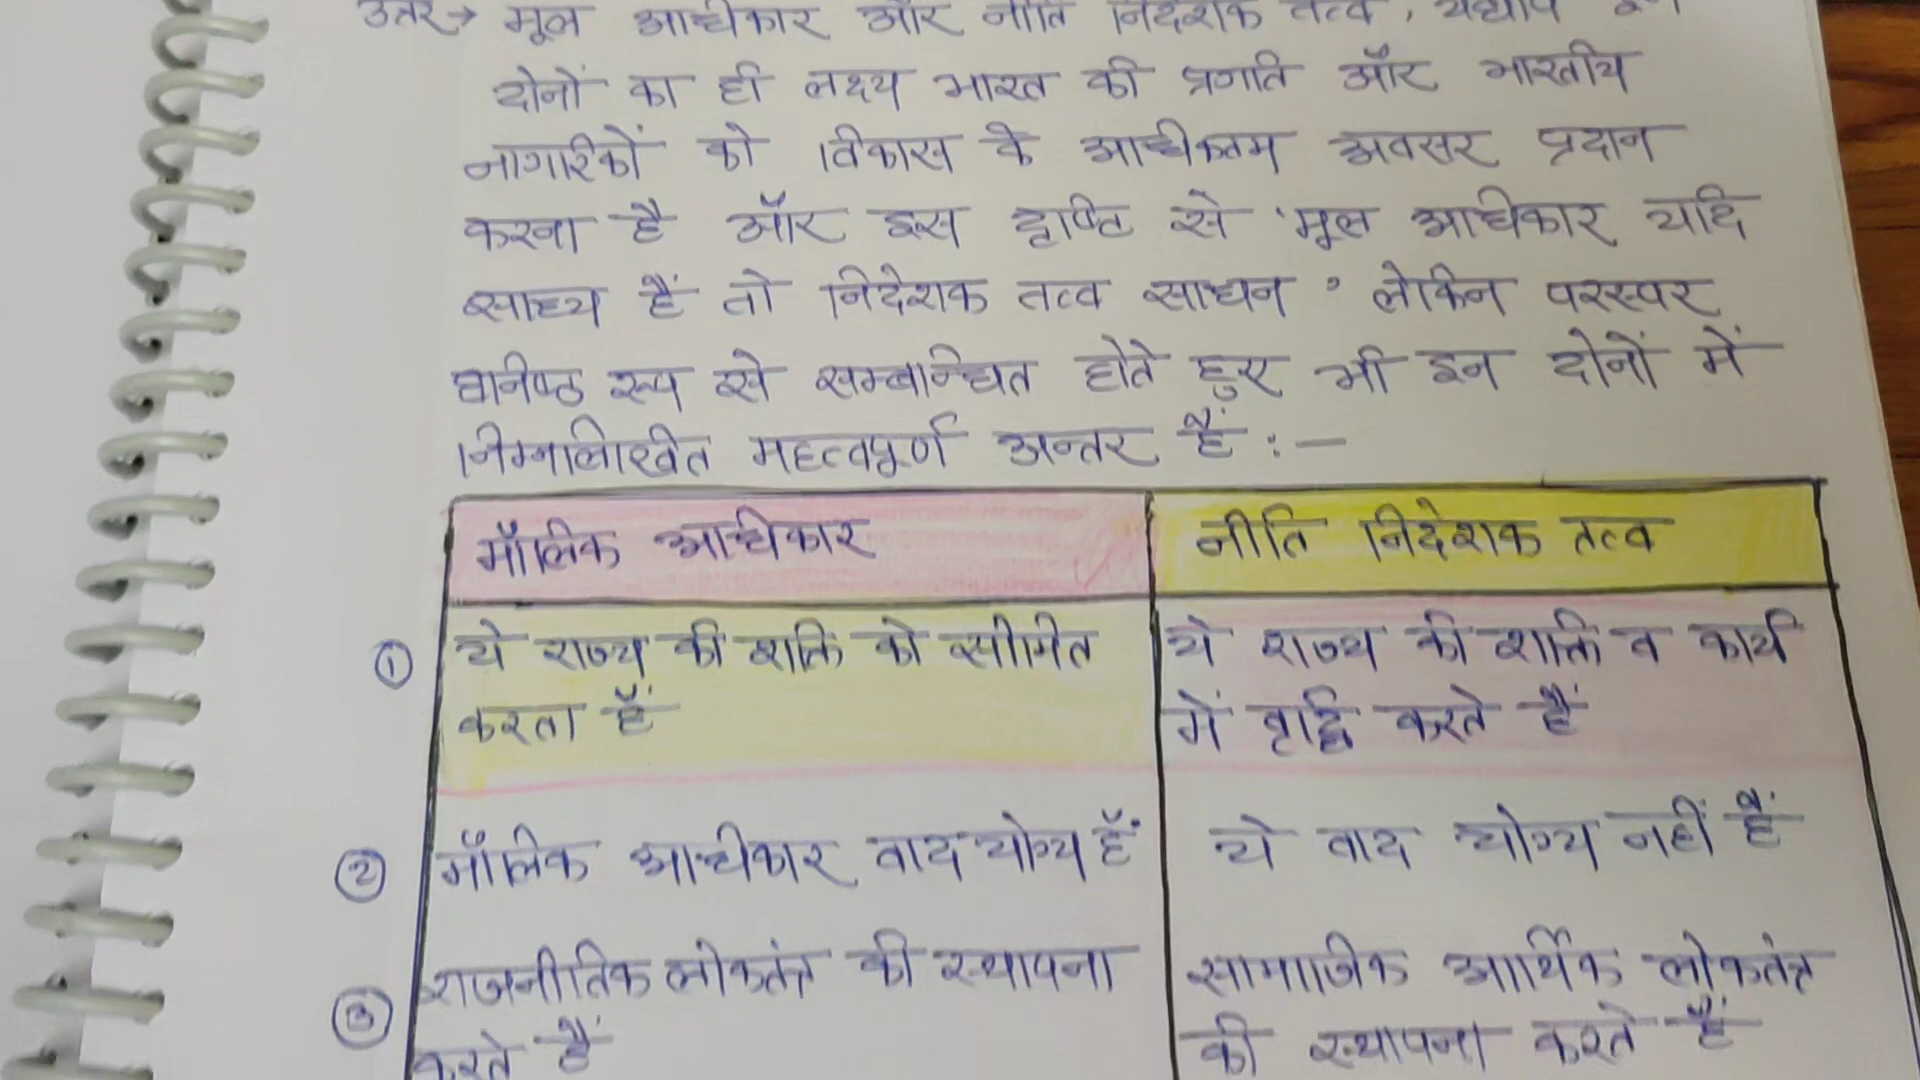 उत्तर→ मूल अधिकार और नीति निदेशक तत्व, यद्यपि इन
दोनों का ही लक्ष्य भारत की प्रगति और भारतीय
नागरिकों को विकास के अधिकतम अवसर प्रदान
करना है और इस दृष्टि से 'मूल अधिकार यदि
साध्य हैं तो निदेशक तत्व साधन' लेकिन परस्पर
घनिष्ठ रूप से सम्बन्धित होते हुए भी इन दोनों में
निम्नलिखित महत्वपूर्ण अन्तर हैं :—
मौलिक अधिकार
नीति निदेशक तत्व
① ये राज्य की शक्ति को सीमित
करता हैं
ये राज्य की शक्ति व कार्य
में वृद्धि करते हैं
② मौलिक अधिकार वाद योग्य हैं
ये वाद योग्य नहीं हैं
③ राजनीतिक लोकतंत्र की स्थापना
करते हैं
सामाजिक आर्थिक लोकतंत्र
की स्थापना करते हैं